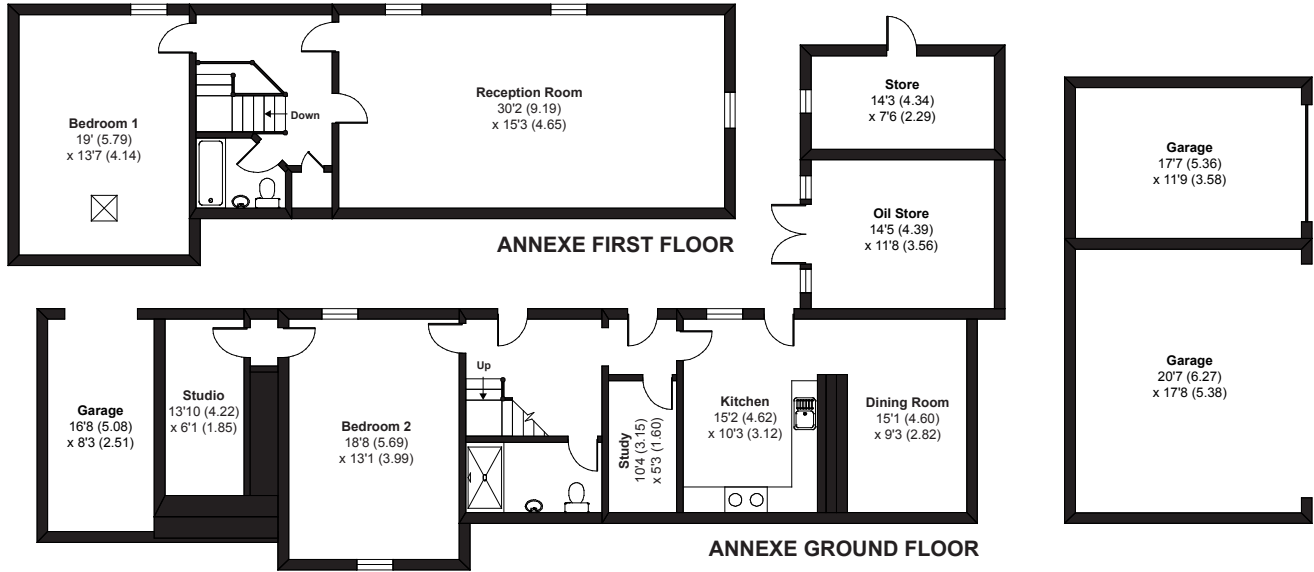 Bedroom 1
19' (5.79)
x 13'7 (4.14)
Down
Reception Room
30'2 (9.19)
x 15'3 (4.65)
Store
14'3 (4.34)
x 7'6 (2.29)
Garage
17'7 (5.36)
x 11'9 (3.58)
Oil Store
14'5 (4.39)
x 11'8 (3.56)
ANNEXE FIRST FLOOR
Garage
16'8 (5.08)
x 8'3 (2.51)
Studio
13'10 (4.22)
x 6'1 (1.85)
Bedroom 2
18'8 (5.69)
x 13'1 (3.99)
Up
Study
10'4 (3.15)
x 5'3 (1.60)
Kitchen
15'2 (4.62)
x 10'3 (3.12)
Dining Room
15'1 (4.60)
x 9'3 (2.82)
Garage
20'7 (6.27)
x 17'8 (5.38)
ANNEXE GROUND FLOOR